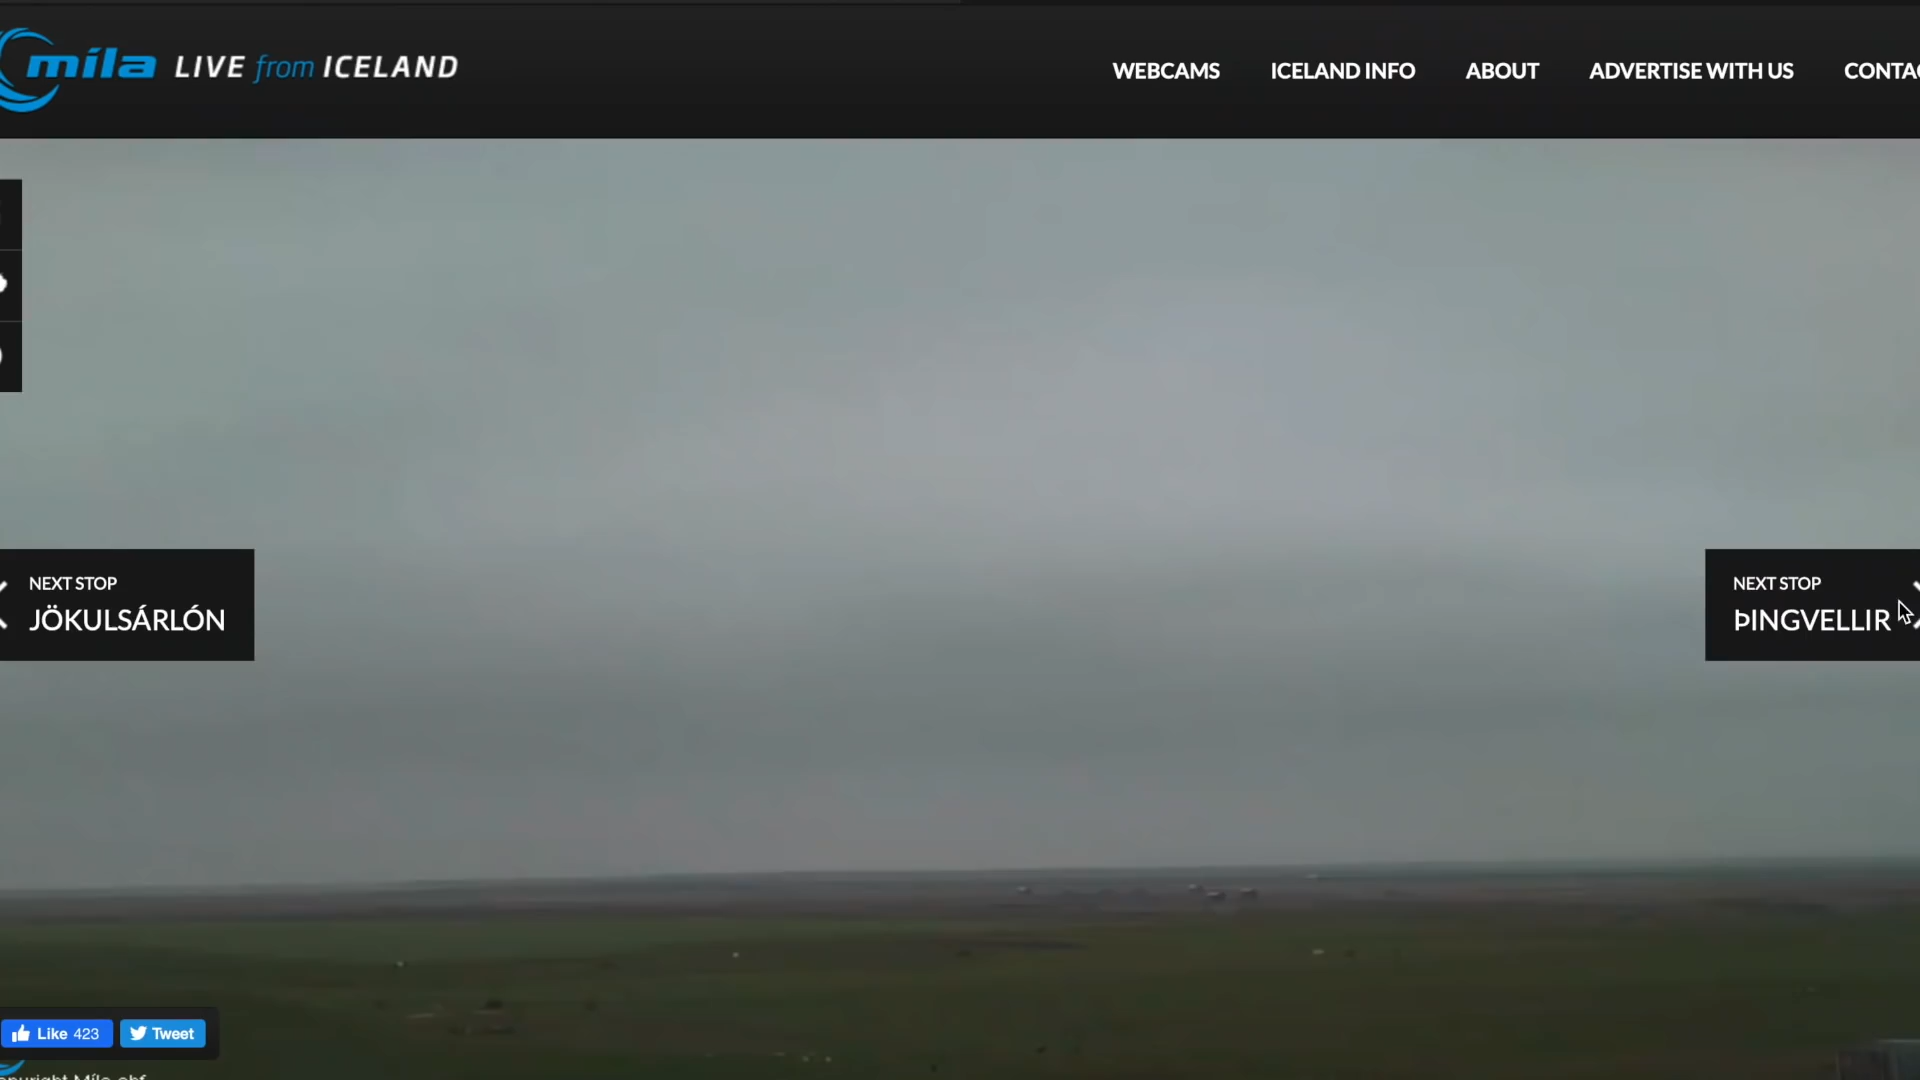 míla LIVE from ICELAND
WEBCAMS ICELAND INFO ABOUT ADVERTISE WITH US
NEXT STOP
JÖKULSÁRLÓN
NEXT STOP
ÞINGVELLIR
Like 423 Tweet